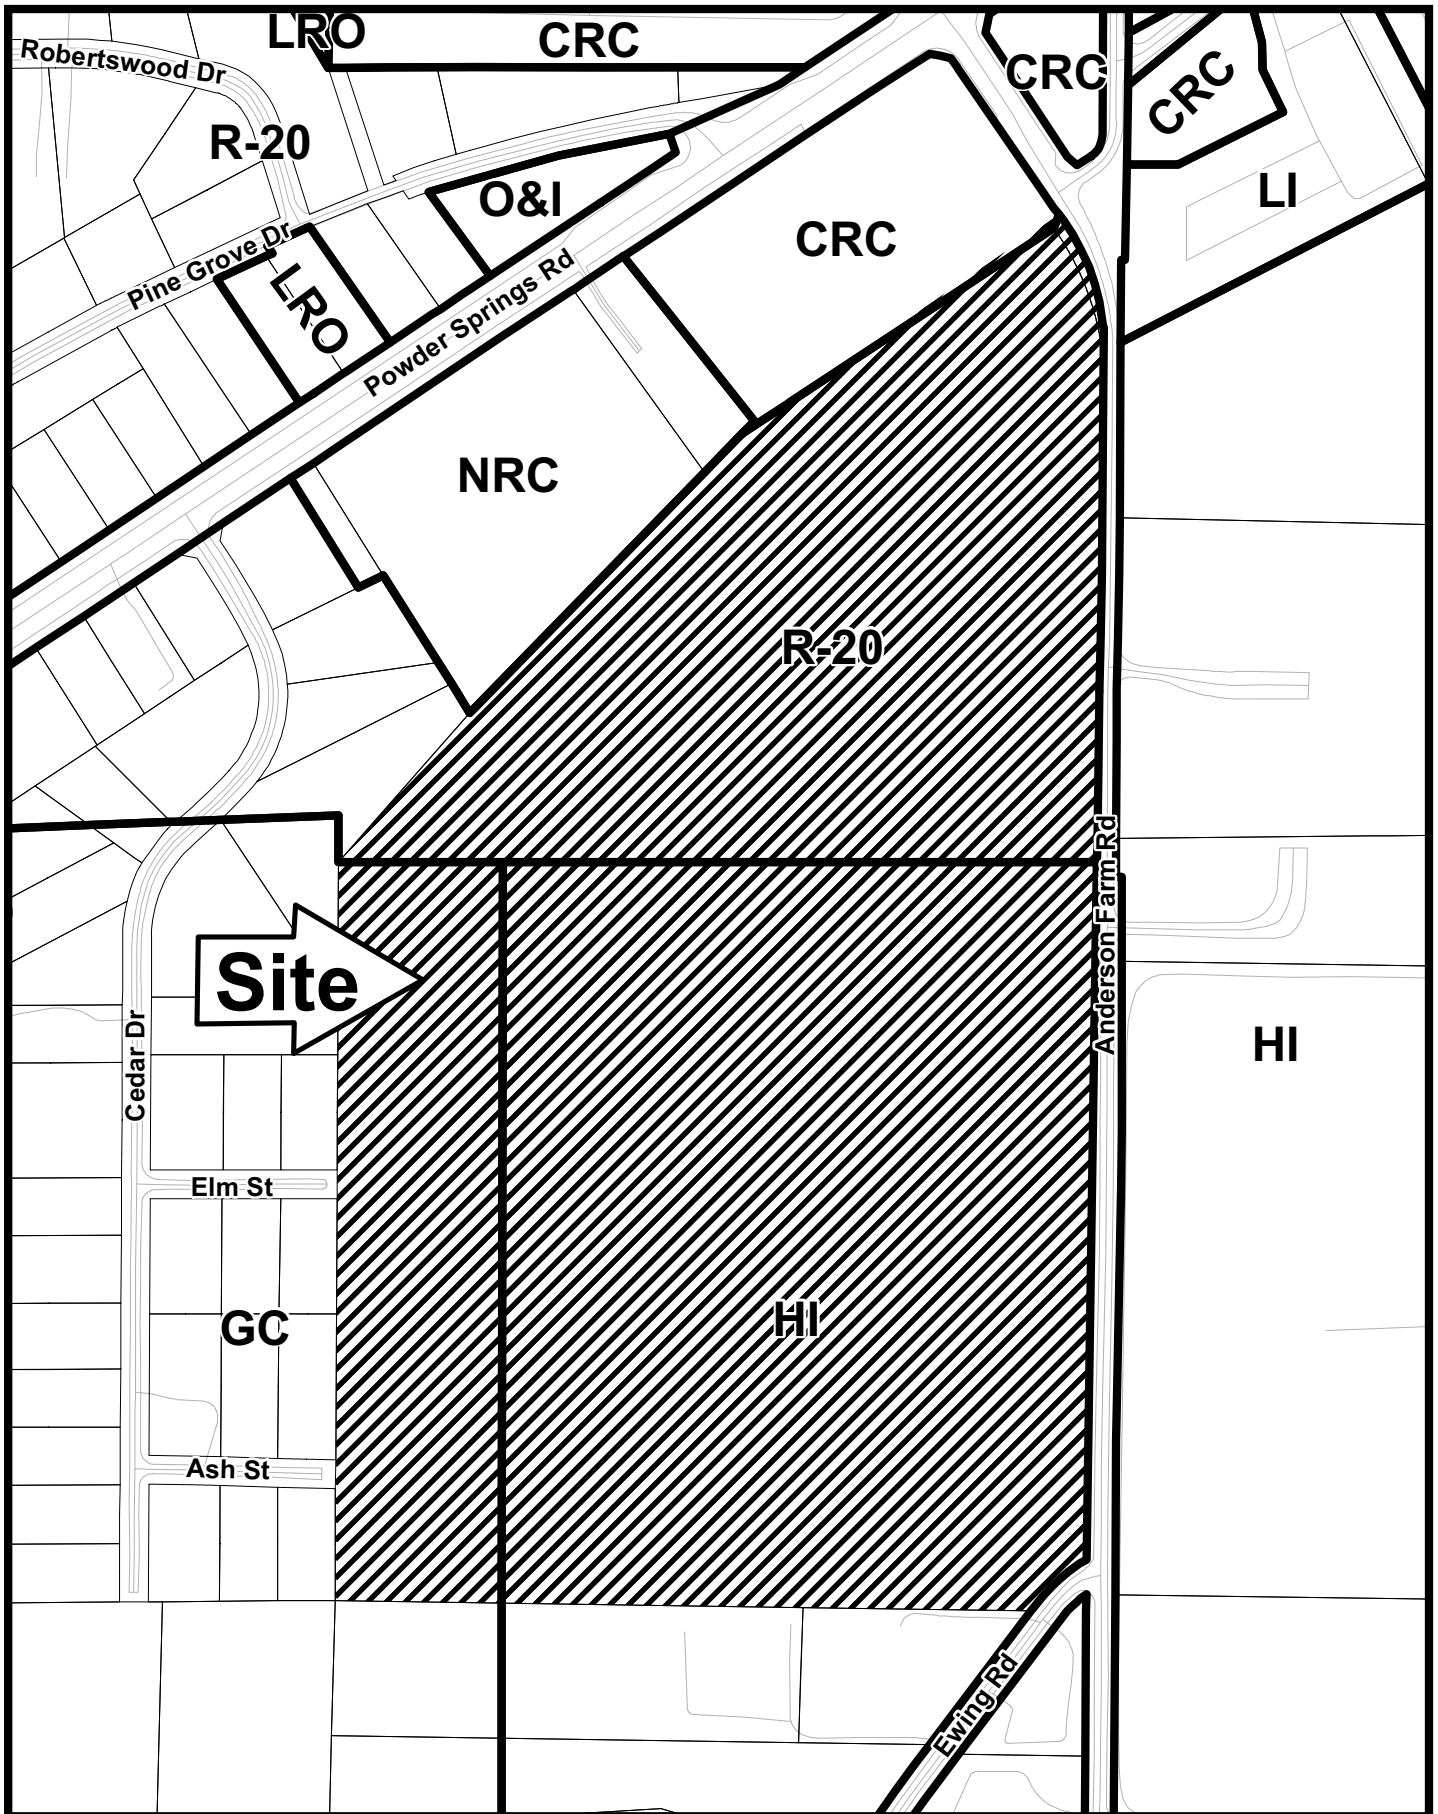 LRO
CRC
Robertswood Dr
CRC
CRC
R-20
O&I
LI
CRC
Pine Grove Dr
LRO
Powder Springs Rd
NRC
R-20
Anderson Farm Rd
Site
HI
Cedar Dr
Elm St
GC
HI
Ash St
Ewing Rd